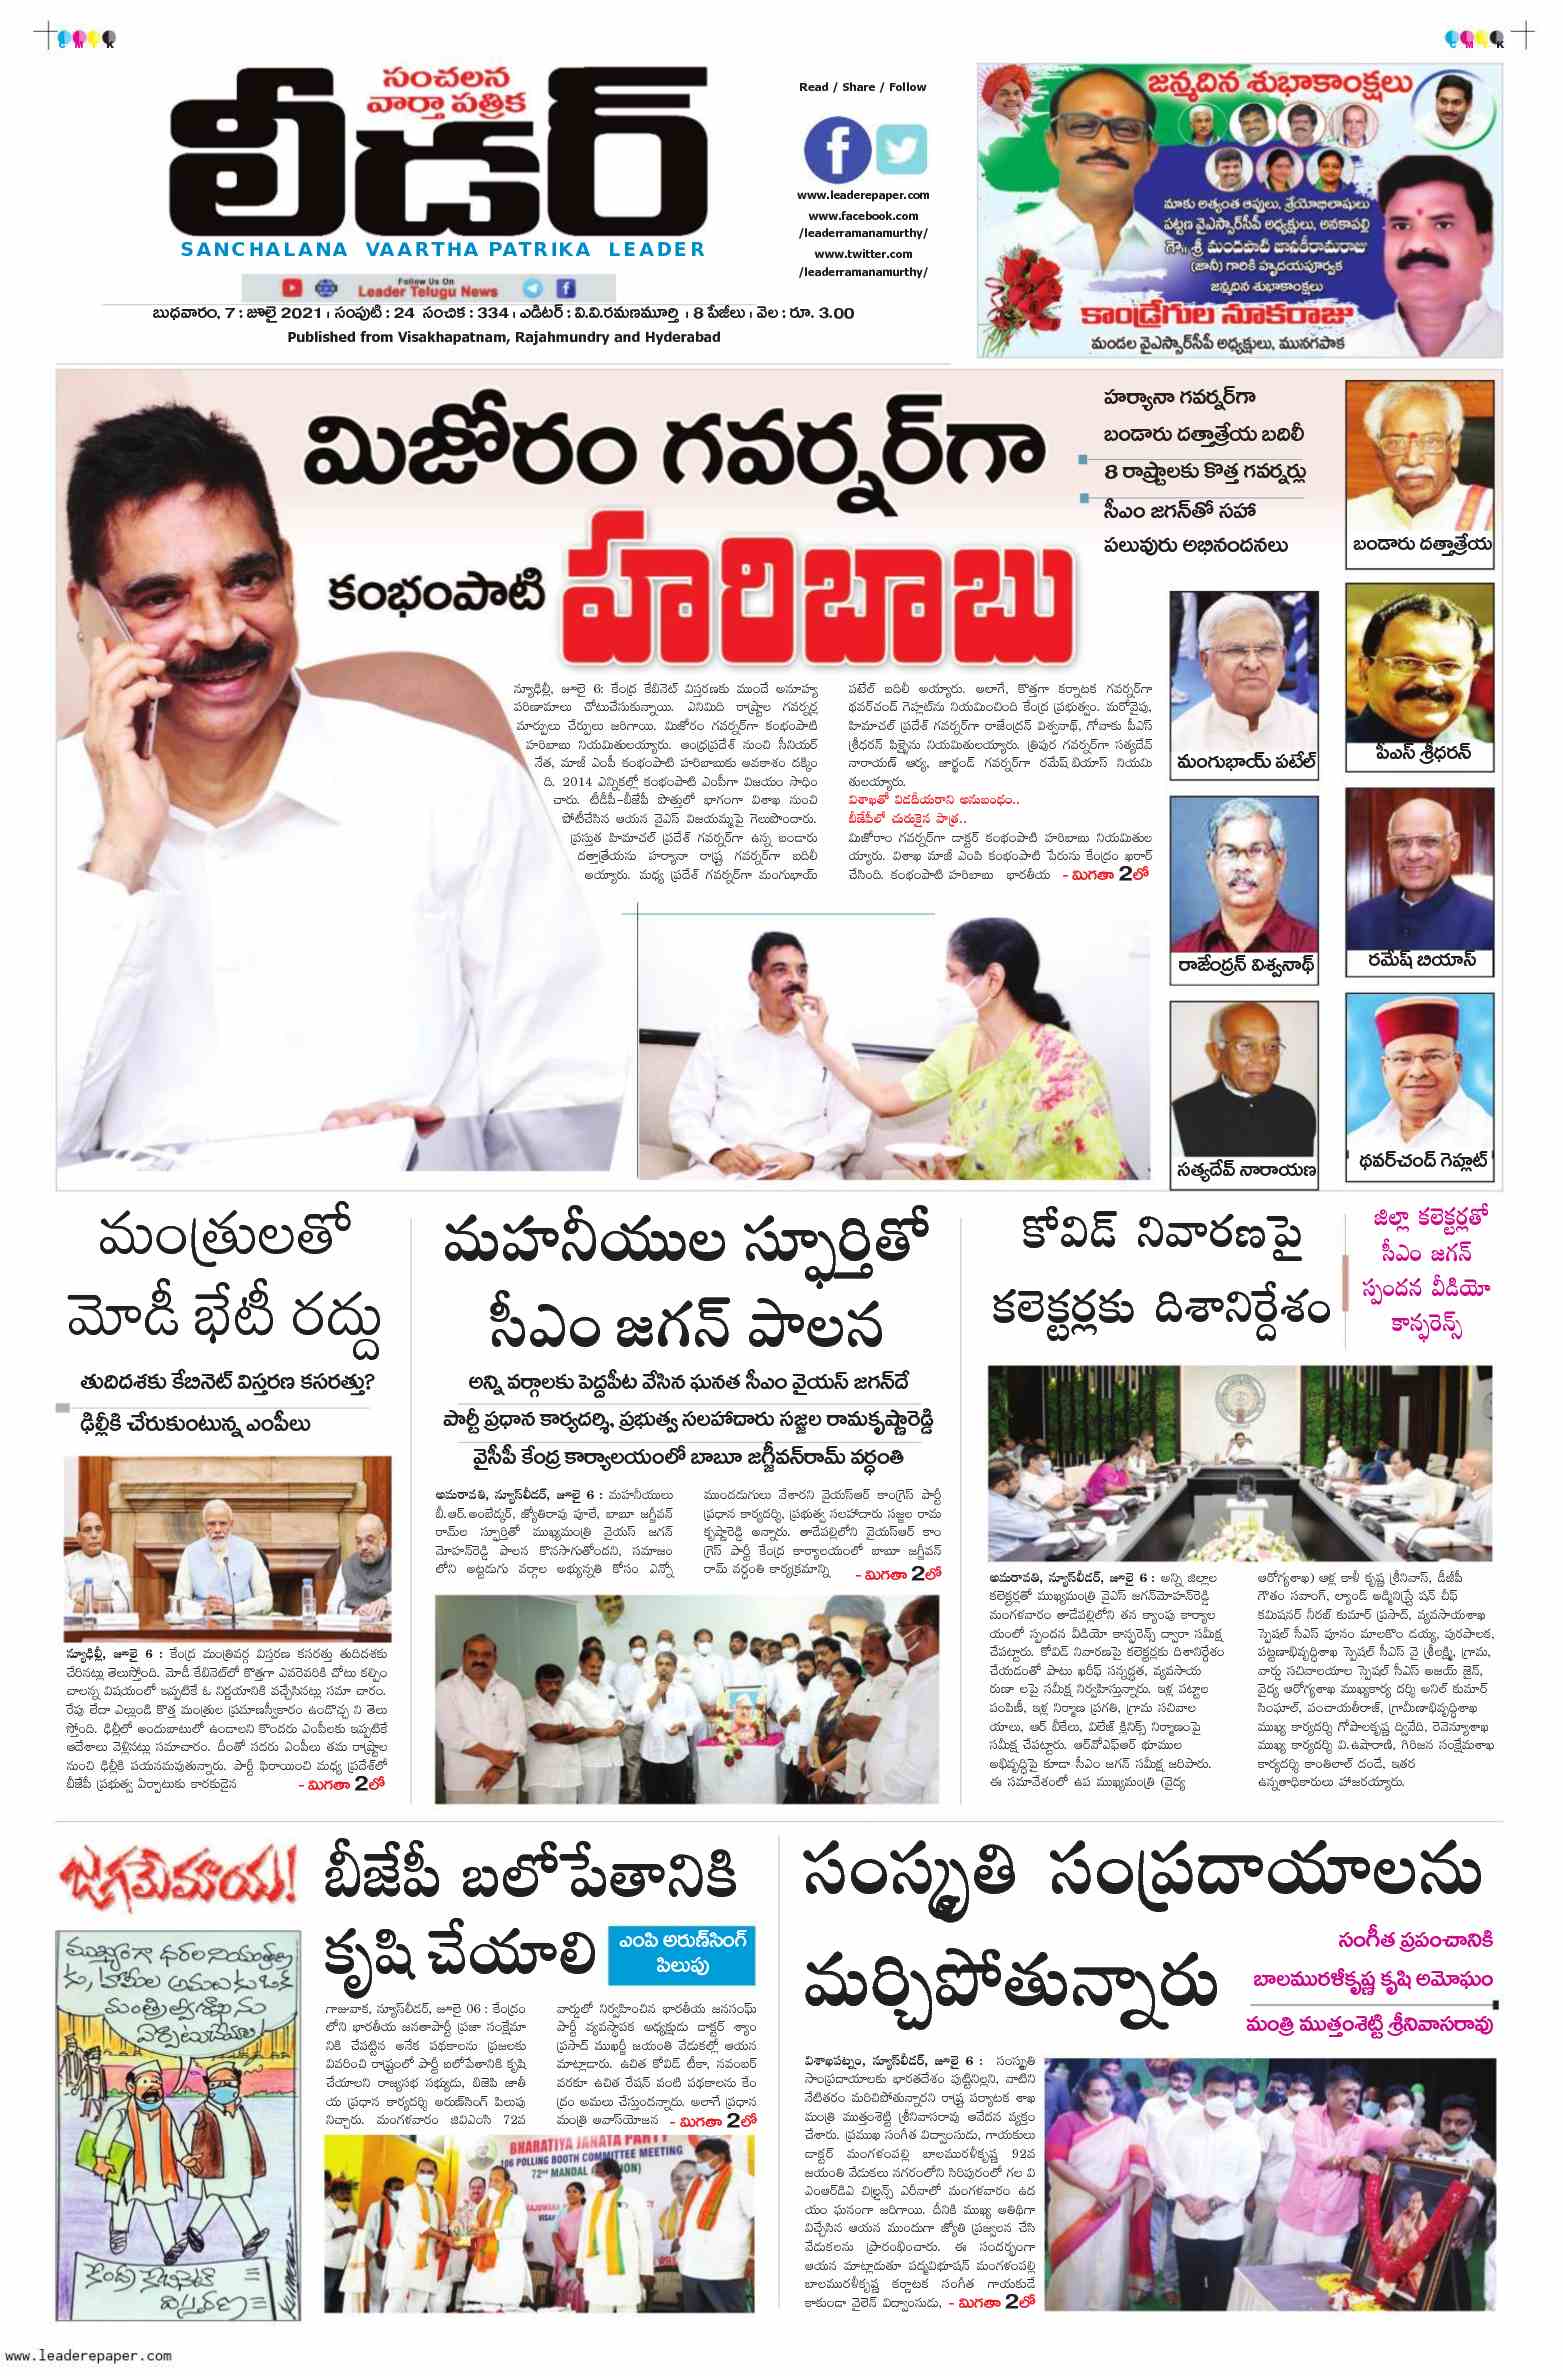 సంచలన
వార్తా పత్రిక
లీడర్
SANCHALANA VAARTHA PATRIKA LEADER
Follow Us On
Leader Telugu News
బుధవారం, 7 : జూలై 2021 । సంపుటి : 24 సంచిక : 334 । ఎడిటర్ : వి.వి.రమణమూర్తి । 8 పేజీలు । వెల : రూ. 3.00
Published from Visakhapatnam, Rajahmundry and Hyderabad
Read / Share / Follow
www.leaderepaper.com
www.facebook.com
/leaderramanamurthy/
www.twitter.com
/leaderramanamurthy/
జన్మదిన శుభాకాంక్షలు
మాకు అత్యంత ఆప్తులు, శ్రేయోభిలాషులు
పట్టణ వైఎస్సార్‌సీపీ అధ్యక్షులు, అనకాపల్లి
గౌ॥ శ్రీ మందపాటి జానకీరామరాజు
(జానీ) గారికి హృదయపూర్వక
జన్మదిన శుభాకాంక్షలు
కాండ్రేగుల నూకరాజు
మండల వైఎస్సార్‌సీపీ అధ్యక్షులు, మునగపాక
మిజోరం గవర్నర్‌గా
కంభంపాటి హరిబాబు
హర్యానా గవర్నర్‌గా
బండారు దత్తాత్రేయ బదిలీ
8 రాష్ట్రాలకు కొత్త గవర్నర్లు
సీఎం జగన్‌తో సహా
పలువురు అభినందనలు
బండారు దత్తాత్రేయ
మంగుభాయ్ పటేల్
పీఎస్ శ్రీధరన్
రాజేంద్రన్ విశ్వనాథ్
రమేష్ బియాస్
సత్యదేవ్ నారాయణ
థవర్‌చంద్ గెహ్లాట్
న్యూఢిల్లీ, జూలై 6: కేంద్ర కేబినెట్ విస్తరణకు ముందే అనూహ్య
పరిణామాలు చోటుచేసుకున్నాయి. ఎనిమిది రాష్ట్రాల గవర్నర్ల
మార్పులు చేర్పులు జరిగాయి. మిజోరం గవర్నర్‌గా కంభంపాటి
హరిబాబు నియమితులయ్యారు. ఆంధ్రప్రదేశ్ నుంచి సీనియర్
నేత, మాజీ ఎంపీ కంభంపాటి హరిబాబుకు అవకాశం దక్కిం
ది. 2014 ఎన్నికల్లో కంభంపాటి ఎంపీగా విజయం సాధిం
చారు. టీడీపీ-బీజేపీ పొత్తులో భాగంగా విశాఖ నుంచి
పోటీచేసిన ఆయన వైఎస్ విజయమ్మపై గెలుపొందారు.
ప్రస్తుత హిమాచల్ ప్రదేశ్ గవర్నర్‌గా ఉన్న బండారు
దత్తాత్రేయను హర్యానా రాష్ట్ర గవర్నర్‌గా బదిలీ
అయ్యారు. మధ్య ప్రదేశ్ గవర్నర్‌గా మంగుభాయ్
పటేల్ బదిలీ అయ్యారు. అలాగే, కొత్తగా కర్నాటక గవర్నర్‌గా
థవర్‌చంద్ గెహ్లాట్‌ను నియమించింది కేంద్ర ప్రభుత్వం. మరోవైపు,
హిమాచల్ ప్రదేశ్ గవర్నర్‌గా రాజేంద్రన్ విశ్వనాథ్, గోవాకు పీఎస్
శ్రీధరన్ పిళ్లైను నియమితులయ్యారు. త్రిపుర గవర్నర్‌గా సత్యదేవ్
నారాయణ్ ఆర్య, జార్ఖండ్ గవర్నర్‌గా రమేష్ బియాస్ నియమి
తులయ్యారు.
విశాఖతో విడదీయరాని అనుబంధం..
బీజేపీలో చురుకైన పాత్ర..
మిజోరాం గవర్నర్‌గా డాక్టర్ కంభంపాటి హరిబాబు నియమితుల
య్యారు. విశాఖ మాజీ ఎంపి కంభంపాటి పేరును కేంద్రం ఖరార్
చేసింది. కంభంపాటి హరిబాబు భారతీయ - మిగతా 2లో
మంత్రులతో
మోడీ భేటీ రద్దు
తుదిదశకు కేబినెట్ విస్తరణ కసరత్తు?
ఢిల్లీకి చేరుకుంటున్న ఎంపీలు
న్యూఢిల్లీ, జూలై 6 : కేంద్ర మంత్రివర్గ విస్తరణ కసరత్తు తుదిదశకు
చేరినట్లు తెలుస్తోంది. మోడీ కేబినెట్‌లో కొత్తగా ఎవరెవరికి చోటు కల్పిం
చాలన్న విషయంలో ఇప్పటికే ఓ నిర్ణయానికి వచ్చేసినట్లు సమా చారం.
రేపు లేదా ఎల్లుండి కొత్త మంత్రుల ప్రమాణస్వీకారం ఉండొచ్చ ని తెలు
స్తోంది. ఢిల్లీలో అందుబాటులో ఉండాలని కొందరు ఎంపీలకు ఇప్పటికే
ఆదేశాలు వెళ్లినట్లు సమాచారం. దీంతో సదరు ఎంపీలు తమ రాష్ట్రాల
నుంచి ఢిల్లీకి పయనమవుతున్నారు. పార్టీ ఫిరాయించి మధ్య ప్రదేశ్‌లో
బీజేపీ ప్రభుత్వ ఏర్పాటుకు కారకుడైన - మిగతా 2లో
మహనీయుల స్ఫూర్తితో
సీఎం జగన్ పాలన
అన్ని వర్గాలకు పెద్దపీట వేసిన ఘనత సీఎం వైయస్ జగన్‌దే
పార్టీ ప్రధాన కార్యదర్శి, ప్రభుత్వ సలహాదారు సజ్జల రామకృష్ణారెడ్డి
వైసీపీ కేంద్ర కార్యాలయంలో బాబూ జగ్జీవన్‌రామ్ వర్ధంతి
అమరావతి, న్యూస్‌లీడర్, జూలై 6 : మహనీయులు
బీ.ఆర్.అంబేద్కర్, జ్యోతిరావు పూలే, బాబూ జగ్జీవన్
రామ్‌ల స్ఫూర్తితో ముఖ్యమంత్రి వైయస్ జగన్
మోహన్‌రెడ్డి పాలన కొనసాగుతోందని, సమాజం
లోని అట్టడుగు వర్గాల అభ్యున్నతి కోసం ఎన్నో
ముందడుగులు వేశారని వైయస్ఆర్ కాంగ్రెస్ పార్టీ
ప్రధాన కార్యదర్శి, ప్రభుత్వ సలహాదారు సజ్జల రామ
కృష్ణారెడ్డి అన్నారు. తాడేపల్లిలోని వైయస్ఆర్ కాం
గ్రెస్ పార్టీ కేంద్ర కార్యాలయంలో బాబూ జగ్జీవన్
రామ్ వర్ధంతి కార్యక్రమాన్ని - మిగతా 2లో
కోవిడ్ నివారణపై
కలెక్టర్లకు దిశానిర్దేశం
జిల్లా కలెక్టర్లతో
సీఎం జగన్
స్పందన వీడియో
కాన్ఫరెన్స్
అమరావతి, న్యూస్‌లీడర్, జూలై 6 : అన్ని జిల్లాల
కలెక్టర్లతో ముఖ్యమంత్రి వైఎస్ జగన్‌మోహన్‌రెడ్డి
మంగళవారం తాడేపల్లిలోని తన క్యాంపు కార్యాల
యంలో స్పందన వీడియో కాన్ఫరెన్స్ ద్వారా సమీక్ష
చేపట్టారు. కోవిడ్ నివారణపై కలెక్టర్లకు దిశానిర్దేశం
చేయడంతో పాటు ఖరీఫ్ సన్నద్ధత, వ్యవసాయ
రుణా లపై సమీక్ష నిర్వహిస్తున్నారు. ఇళ్ల పట్టాల
పంపిణీ, ఇళ్ల నిర్మాణ ప్రగతి, గ్రామ సచివాల
యాలు, ఆర్ బీకేలు, విలేజ్ క్లినిక్స్ నిర్మాణంపై
సమీక్ష చేపట్టారు. ఆర్‌వోఎఫ్ఆర్ భూముల
అభివృద్ధిపై కూడా సీఎం జగన్ సమీక్ష జరిపారు.
ఈ సమావేశంలో ఉప ముఖ్యమంత్రి (వైద్య
ఆరోగ్యశాఖ) ఆళ్ల కాళీ కృష్ణ శ్రీనివాస్, డీజీపీ
గౌతం సవాంగ్, ల్యాండ్ అడ్మినిస్ట్రే షన్ చీఫ్
కమిషనర్ నీరజ్ కుమార్ ప్రసాద్, వ్యవసాయశాఖ
స్పెషల్ సీఎస్ పూనం మాలకొం డయ్య, పురపాలక,
పట్టణాభివృద్ధిశాఖ స్పెషల్ సీఎస్ వై శ్రీలక్ష్మి, గ్రామ,
వార్డు సచివాలయాల స్పెషల్ సీఎస్ అజయ్ జైన్,
వైద్య ఆరోగ్యశాఖ ముఖ్యకార్య దర్శి అనిల్ కుమార్
సింఘాల్, పంచాయతీరాజ్, గ్రామీణాభివృద్ధిశాఖ
ముఖ్య కార్యదర్శి గోపాలకృష్ణ ద్వివేది, రెవెన్యూశాఖ
ముఖ్య కార్యదర్శి వి.ఉషారాణి, గిరిజన సంక్షేమశాఖ
కార్యదర్శి కాంతిలాల్ దండే, ఇతర
ఉన్నతాధికారులు హాజరయ్యారు.
జగమేమాయ!
ముఖ్యంగా ధరల నియంత్రణ
కు, హామీల అమలుకు ఒక
మంత్రిత్వశాఖను
ఏర్పాటుచేయాలి!
కేంద్ర కేబినెట్
విస్తరణ
బీజేపీ బలోపేతానికి
కృషి చేయాలి
ఎంపి అరుణ్‌సింగ్
పిలుపు
గాజువాక, న్యూస్‌లీడర్, జూలై 06 : కేంద్రం
లోని భారతీయ జనతాపార్టీ ప్రజా సంక్షేమా
నికి చేపట్టిన అనేక పథకాలను ప్రజలకు
వివరించి రాష్ట్రంలో పార్టీ బలోపేతానికి కృషి
చేయాలని రాజ్యసభ సభ్యుడు, బిజెపి జాతీ
య ప్రధాన కార్యదర్శి అరుణ్‌సింగ్ పిలుపు
నిచ్చారు. మంగళవారం జివిఎంసి 72వ
వార్డులో నిర్వహించిన భారతీయ జనసంఘ్
పార్టీ వ్యవస్థాపక అధ్యక్షుడు డాక్టర్ శ్యాం
ప్రసాద్ ముఖర్జీ జయంతి వేడుకల్లో ఆయన
మాట్లాడారు. ఉచిత కోవిడ్ టీకా, నవంబర్
వరకూ ఉచిత రేషన్ వంటి పథకాలను కేం
ద్రం అమలు చేస్తుందన్నారు. అలాగే ప్రధాన
మంత్రి ఆవాస్‌యోజన - మిగతా 2లో
BHARATIYA JANATA PARTY
106 POLLING BOOTH COMMITTEE MEETING
72ND MANDAL
సంస్కృతి సంప్రదాయాలను
మర్చిపోతున్నారు
సంగీత ప్రపంచానికి
బాలమురళీకృష్ణ కృషి అమోఘం
మంత్రి ముత్తంశెట్టి శ్రీనివాసరావు
విశాఖపట్నం, న్యూస్‌లీడర్, జూలై 6 : సంస్కృతి
సాంప్రదాయాలకు భారతదేశం పుట్టినిల్లని, వాటిని
నేటితరం మరిచిపోతున్నారని రాష్ట్ర పర్యాటక శాఖ
మంత్రి ముత్తంశెట్టి శ్రీనివాసరావు ఆవేదన వ్యక్తం
చేశారు. ప్రముఖ సంగీత విద్వాంసుడు, గాయకులు
డాక్టర్ మంగళంపల్లి బాలమురళీకృష్ణ 92వ
జయంతి వేడుకలు నగరంలోని సిరిపురంలో గల వి
ఎంఆర్‌డిఏ చిల్డ్రన్స్ ఎరీనాలో మంగళవారం ఉద
యం ఘనంగా జరిగాయి. దీనికి ముఖ్య అతిథిగా
విచ్చేసిన ఆయన ముందుగా జ్యోతి ప్రజ్వలన చేసి
వేడుకలను ప్రారంభించారు. ఈ సందర్భంగా
ఆయన మాట్లాడుతూ పద్మవిభూషన్ మంగళంపల్లి
బాలమురళీకృష్ణ కర్ణాటక సంగీత గాయకుడే
కాకుండా వైలెన్ విద్వాంసుడు, - మిగతా 2లో
www.leaderepaper.com